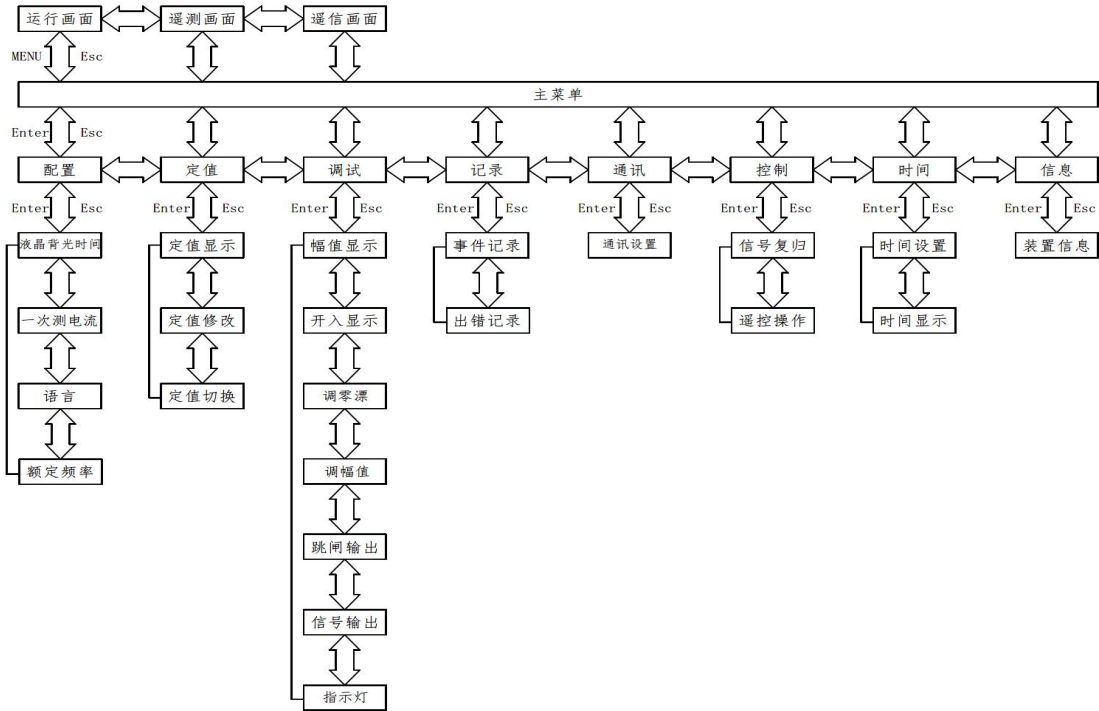 运行画面 遥测画面 遥信画面
MENU Esc
主菜单
Enter Esc
配置 定值 调试 记录 通讯 控制 时间 信息
Enter Esc Enter Esc Enter Esc Enter Esc Enter Esc Enter Esc Enter Esc Enter Esc
液晶背光时间 定值显示 幅值显示 事件记录 通讯设置 信号复归 时间设置 装置信息
一次测电流 定值修改 开入显示 出错记录 遥控操作 时间显示
语言 定值切换 调零漂
额定频率 调幅值
跳闸输出
信号输出
指示灯